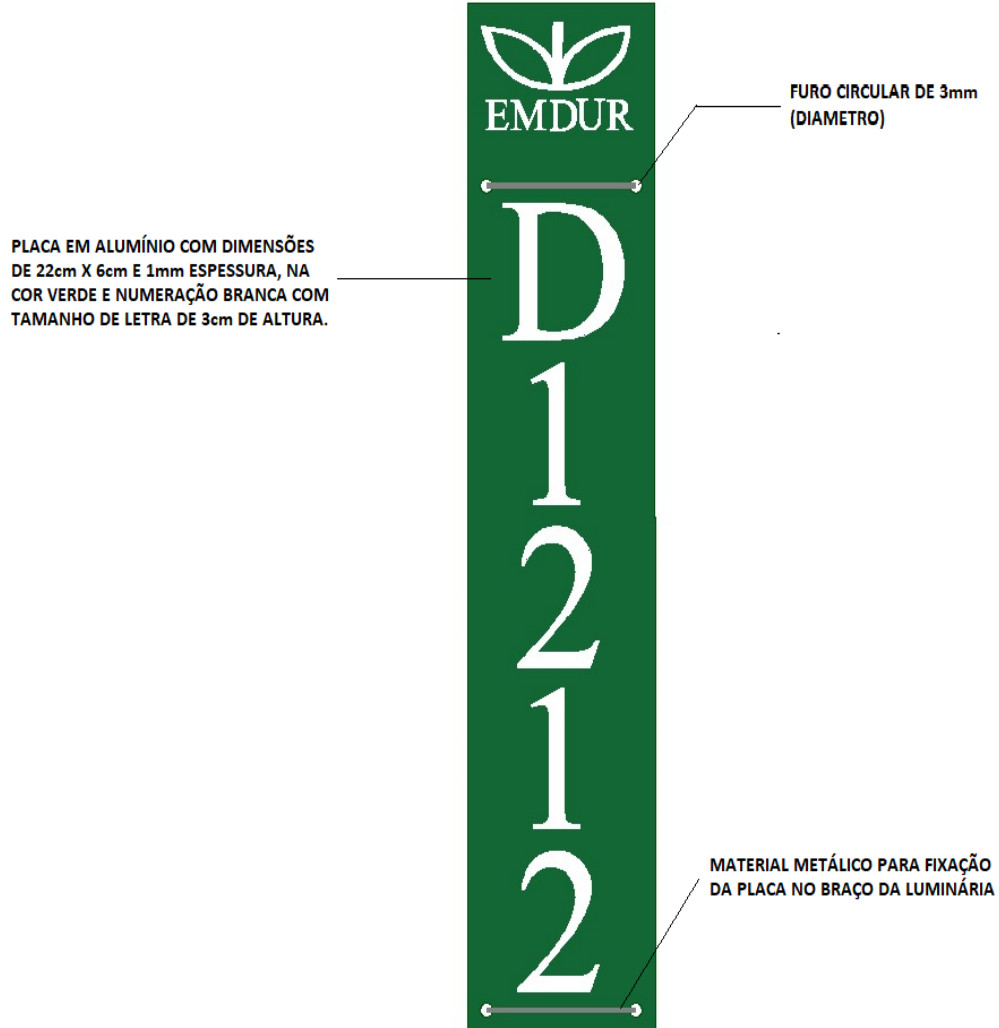 EMDUR
FURO CIRCULAR DE 3mm
(DIAMETRO)
PLACA EM ALUMÍNIO COM DIMENSÕES
DE 22cm X 6cm E 1mm ESPESSURA, NA
COR VERDE E NUMERAÇÃO BRANCA COM
TAMANHO DE LETRA DE 3cm DE ALTURA.
D
1
2
1
2
MATERIAL METÁLICO PARA FIXAÇÃO
DA PLACA NO BRAÇO DA LUMINÁRIA